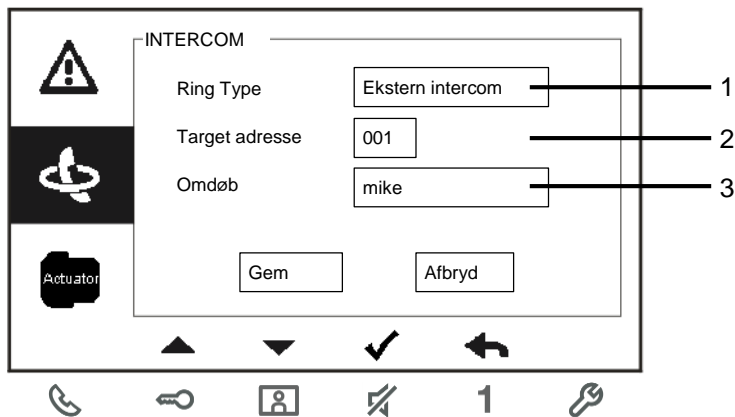 INTERCOM
Ring Type
Ekstern intercom
1
Target adresse
001
2
Omdøb
mike
3
Gem
Afbryd
Actuator
1